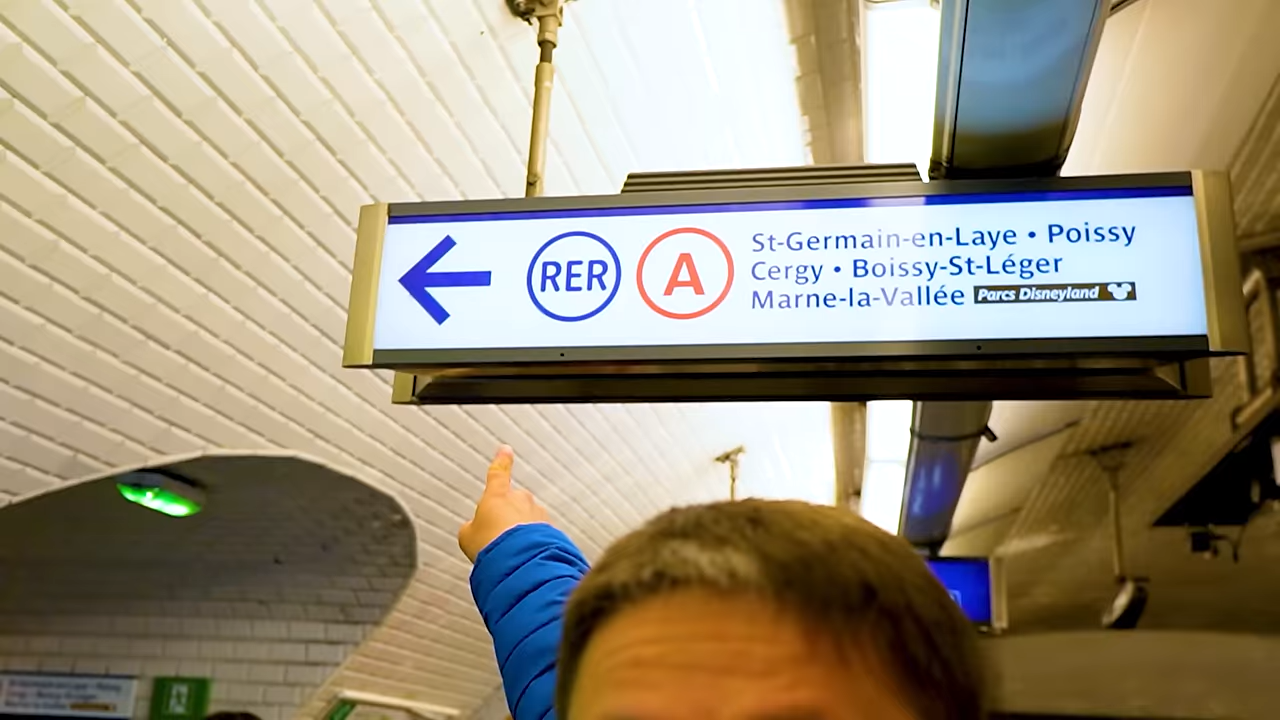 RER A
St-Germain-en-Laye • Poissy
Cergy • Boissy-St-Léger
Marne-la-Vallée Parcs Disneyland